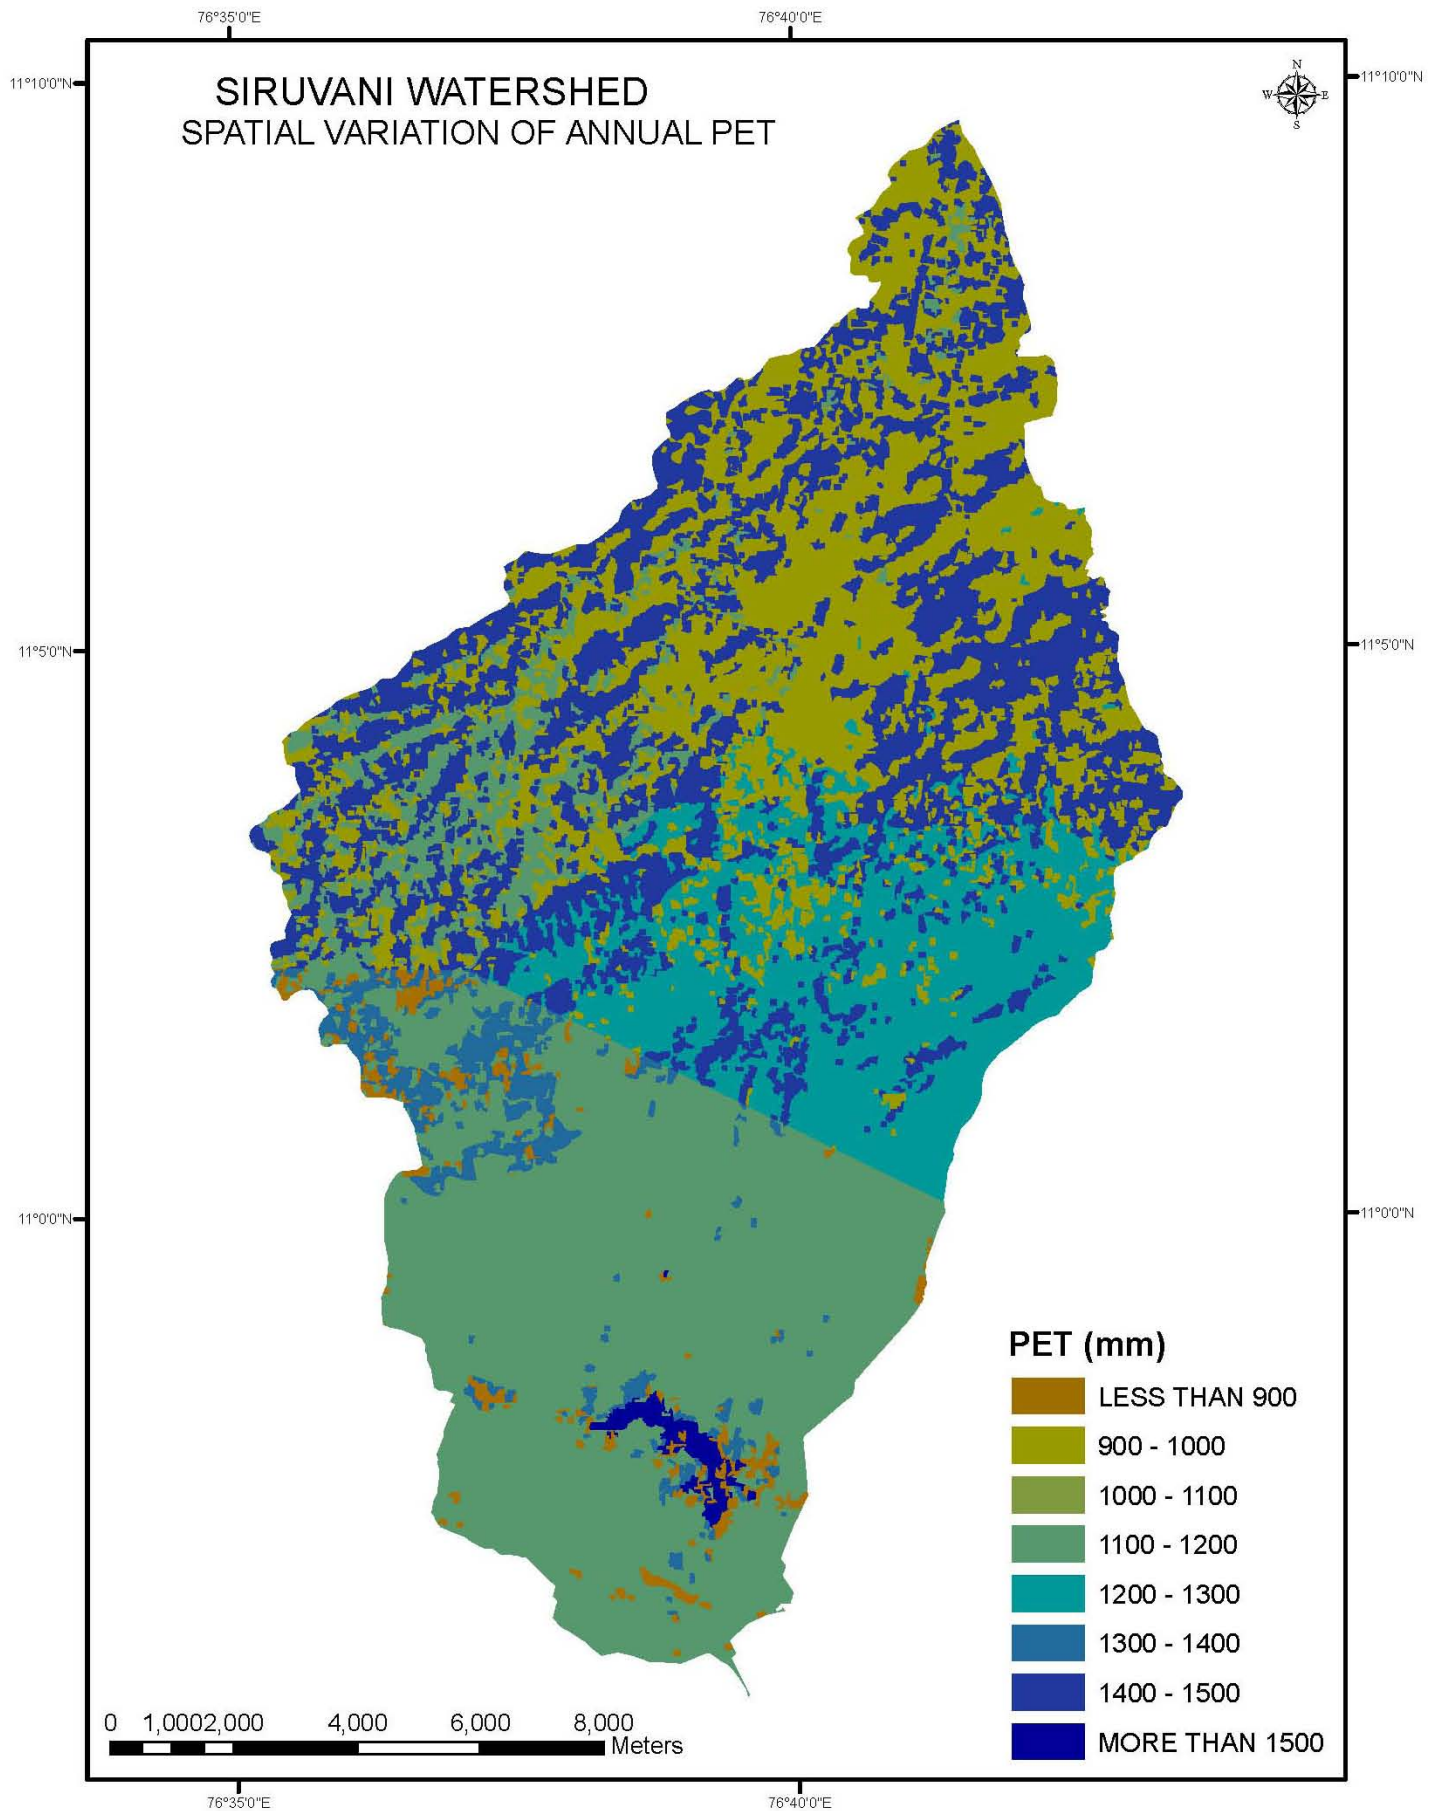 76°35'0"E
76°40'0"E
11°10'0"N
11°10'0"N
SIRUVANI WATERSHED
SPATIAL VARIATION OF ANNUAL PET
N
W
E
S
11°5'0"N
11°5'0"N
11°0'0"N
11°0'0"N
PET (mm)
LESS THAN 900
900 - 1000
1000 - 1100
1100 - 1200
1200 - 1300
1300 - 1400
1400 - 1500
MORE THAN 1500
0 1,0002,000 4,000 6,000 8,000
Meters
76°35'0"E
76°40'0"E